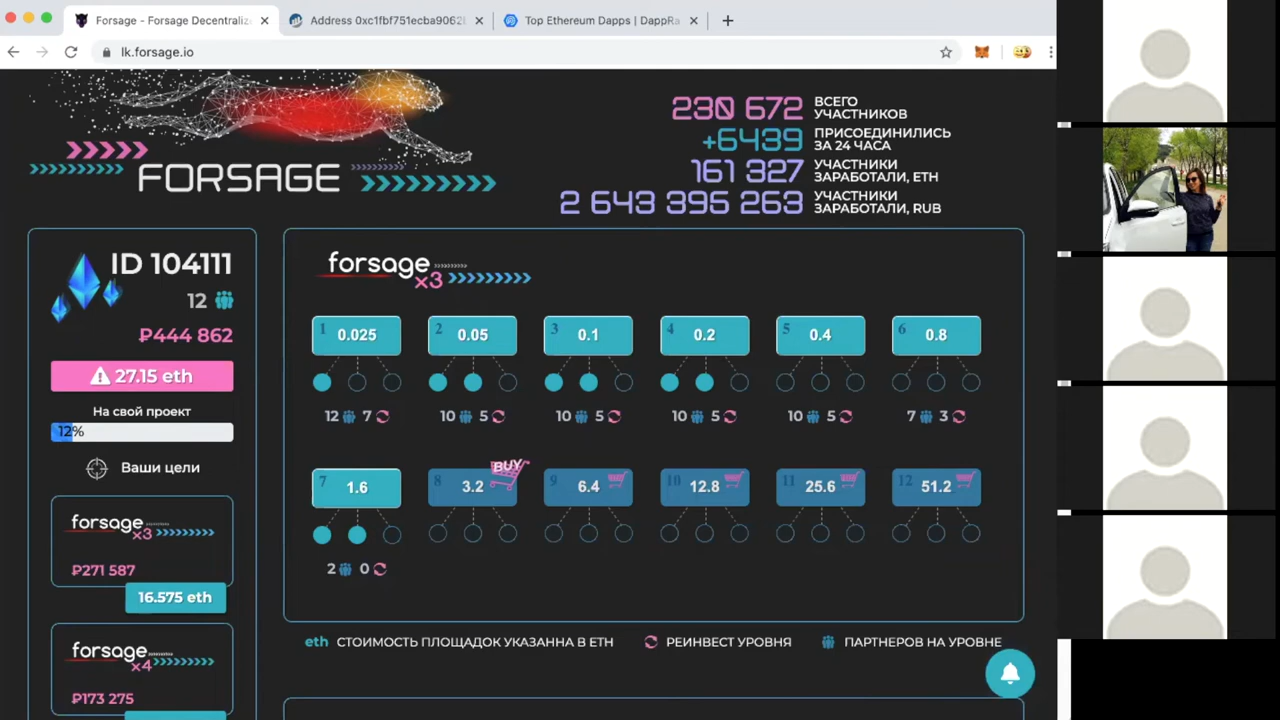 Forsage - Forsage Decentraliz
Address 0xc1fbf751ecba9062
Top Ethereum Dapps | DappRa
lk.forsage.io
FORSAGE
230 672 ВСЕГО УЧАСТНИКОВ
+6439 ПРИСОЕДИНИЛИСЬ ЗА 24 ЧАСА
161 327 УЧАСТНИКИ ЗАРАБОТАЛИ, ETH
2 643 395 263 УЧАСТНИКИ ЗАРАБОТАЛИ, RUB
ID 104111
12
₽444 862
27.15 eth
На свой проект
12%
Ваши цели
forsage
x3
₽271 587
16.575 eth
forsage
x4
₽173 275
forsage
x3
1 0.025 2 0.05 3 0.1 4 0.2 5 0.4 6 0.8
12 7 10 5 10 5 10 5 10 5 7 3
BUY
7 1.6 8 3.2 9 6.4 10 12.8 11 25.6 12 51.2
2 0
eth СТОИМОСТЬ ПЛОЩАДОК УКАЗАННА В ETH РЕИНВЕСТ УРОВНЯ ПАРТНЕРОВ НА УРОВНЕ